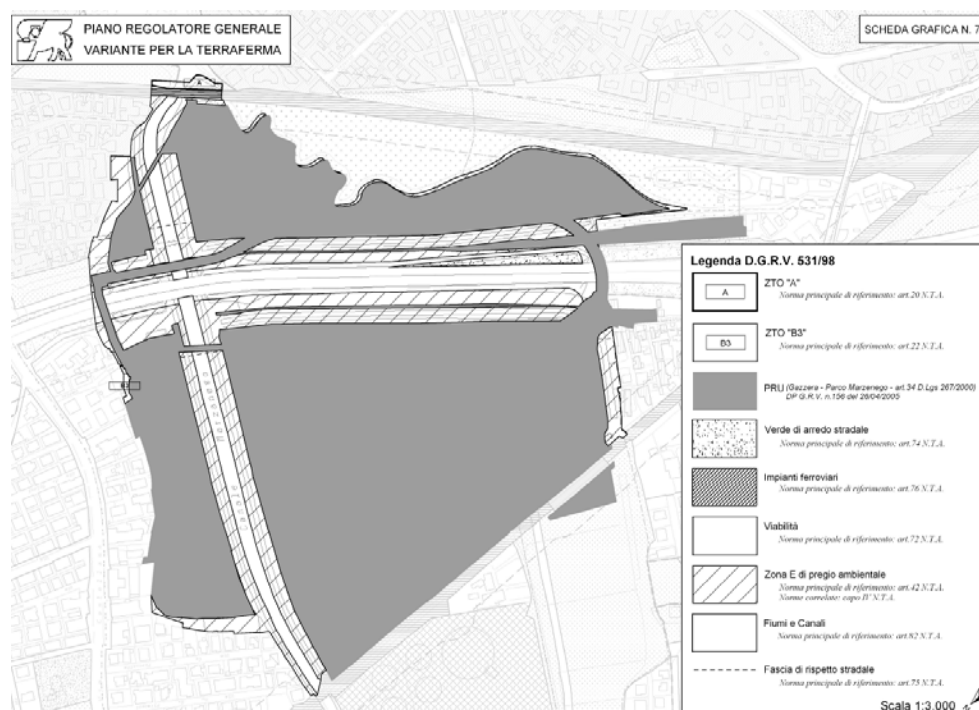 PIANO REGOLATORE GENERALE
VARIANTE PER LA TERRAFERMA
SCHEDA GRAFICA N. 7
A
B3
Legenda D.G.R.V. 531/98
A
ZTO "A"
Norma principale di riferimento: art.20 N.T.A.
B3
ZTO "B3"
Norma principale di riferimento: art.22 N.T.A.
PRU (Gazzera - Parco Marzenego - art.34 D.Lgs 267/2000)
DP G.R.V. n.156 del 26/04/2005
Verde di arredo stradale
Norma principale di riferimento: art.74 N.T.A.
Impianti ferroviari
Norma principale di riferimento: art.76 N.T.A.
Viabilità
Norma principale di riferimento: art.72 N.T.A.
Zona E di pregio ambientale
Norma principale di riferimento: art.42 N.T.A.
Norme correlate: capo IV N.T.A.
Fiumi e Canali
Norma principale di riferimento: art.82 N.T.A.
Fascia di rispetto stradale
Norma principale di riferimento: art.75 N.T.A.
Scala 1:3.000